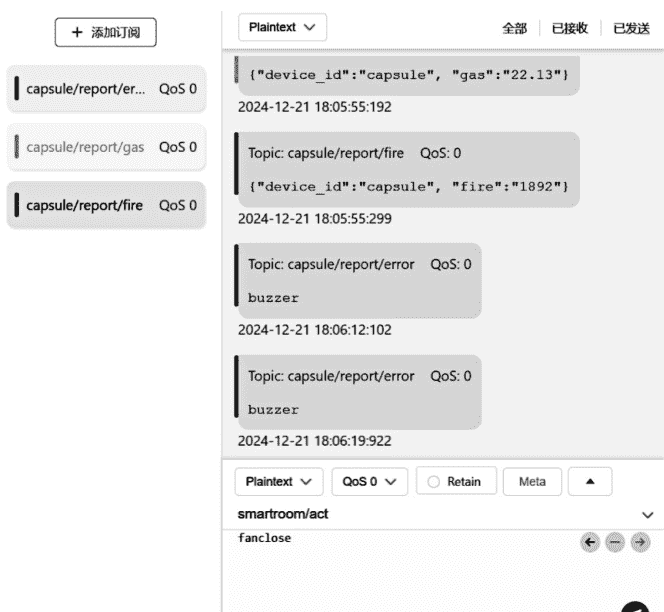 + 添加订阅
capsule/report/er... QoS 0
capsule/report/gas QoS 0
capsule/report/fire QoS 0
Plaintext
全部 已接收 已发送
{"device_id":"capsule", "gas":"22.13"}
2024-12-21 18:05:55:192
Topic: capsule/report/fire QoS: 0
{"device_id":"capsule", "fire":"1892"}
2024-12-21 18:05:55:299
Topic: capsule/report/error QoS: 0
buzzer
2024-12-21 18:06:12:102
Topic: capsule/report/error QoS: 0
buzzer
2024-12-21 18:06:19:922
Plaintext QoS 0 Retain Meta
smartroom/act
fanclose